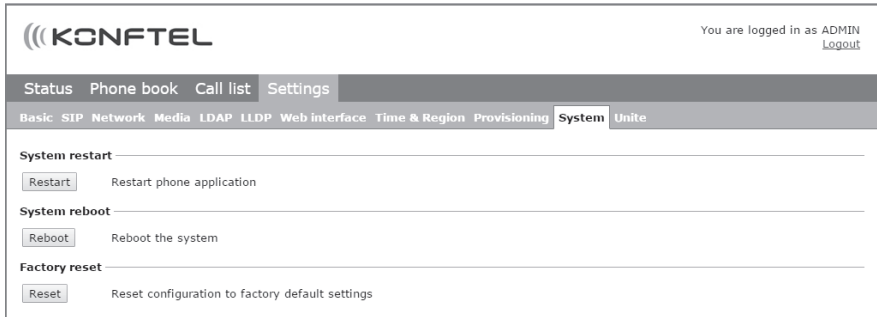 KONFTEL
You are logged in as ADMIN
Logout
Status Phone book Call list Settings
Basic SIP Network Media LDAP LLDP Web interface Time & Region Provisioning System Unite
System restart
Restart Restart phone application
System reboot
Reboot Reboot the system
Factory reset
Reset Reset configuration to factory default settings